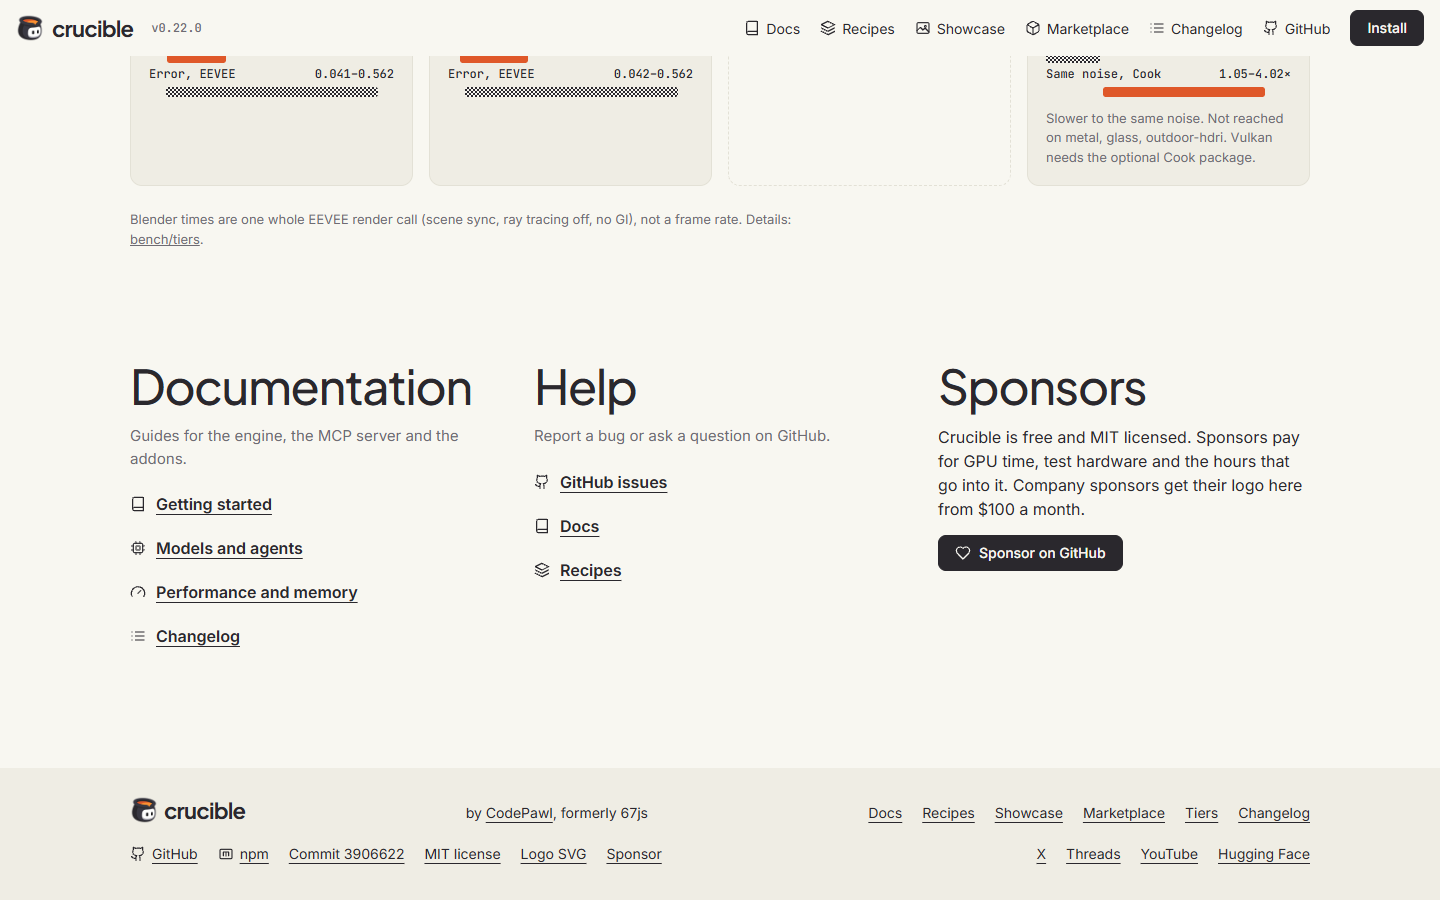 crucible v0.22.0 Docs Recipes Showcase Marketplace Changelog GitHub Install
Error, EEVEE 0.041–0.562
Error, EEVEE 0.042–0.562
Same noise, Cook 1.05–4.02×
Slower to the same noise. Not reached
on metal, glass, outdoor-hdri. Vulkan
needs the optional Cook package.
Blender times are one whole EEVEE render call (scene sync, ray tracing off, no GI), not a frame rate. Details:
bench/tiers.
Documentation
Guides for the engine, the MCP server and the
addons.
Getting started
Models and agents
Performance and memory
Changelog
Help
Report a bug or ask a question on GitHub.
GitHub issues
Docs
Recipes
Sponsors
Crucible is free and MIT licensed. Sponsors pay
for GPU time, test hardware and the hours that
go into it. Company sponsors get their logo here
from $100 a month.
Sponsor on GitHub
crucible by CodePawl, formerly 67js Docs Recipes Showcase Marketplace Tiers Changelog
GitHub npm Commit 3906622 MIT license Logo SVG Sponsor X Threads YouTube Hugging Face